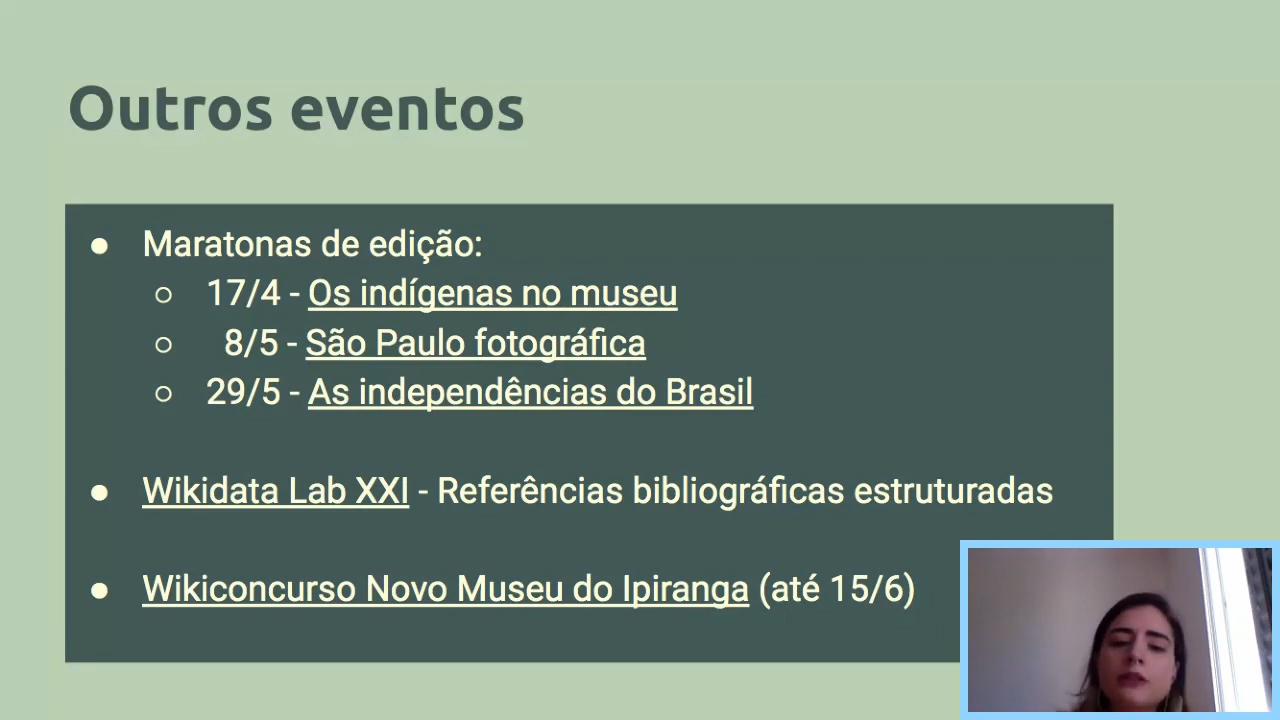 Outros eventos
● Maratonas de edição:
○ 17/4 - Os indígenas no museu
○ 8/5 - São Paulo fotográfica
○ 29/5 - As independências do Brasil
● Wikidata Lab XXI - Referências bibliográficas estruturadas
● Wikiconcurso Novo Museu do Ipiranga (até 15/6)